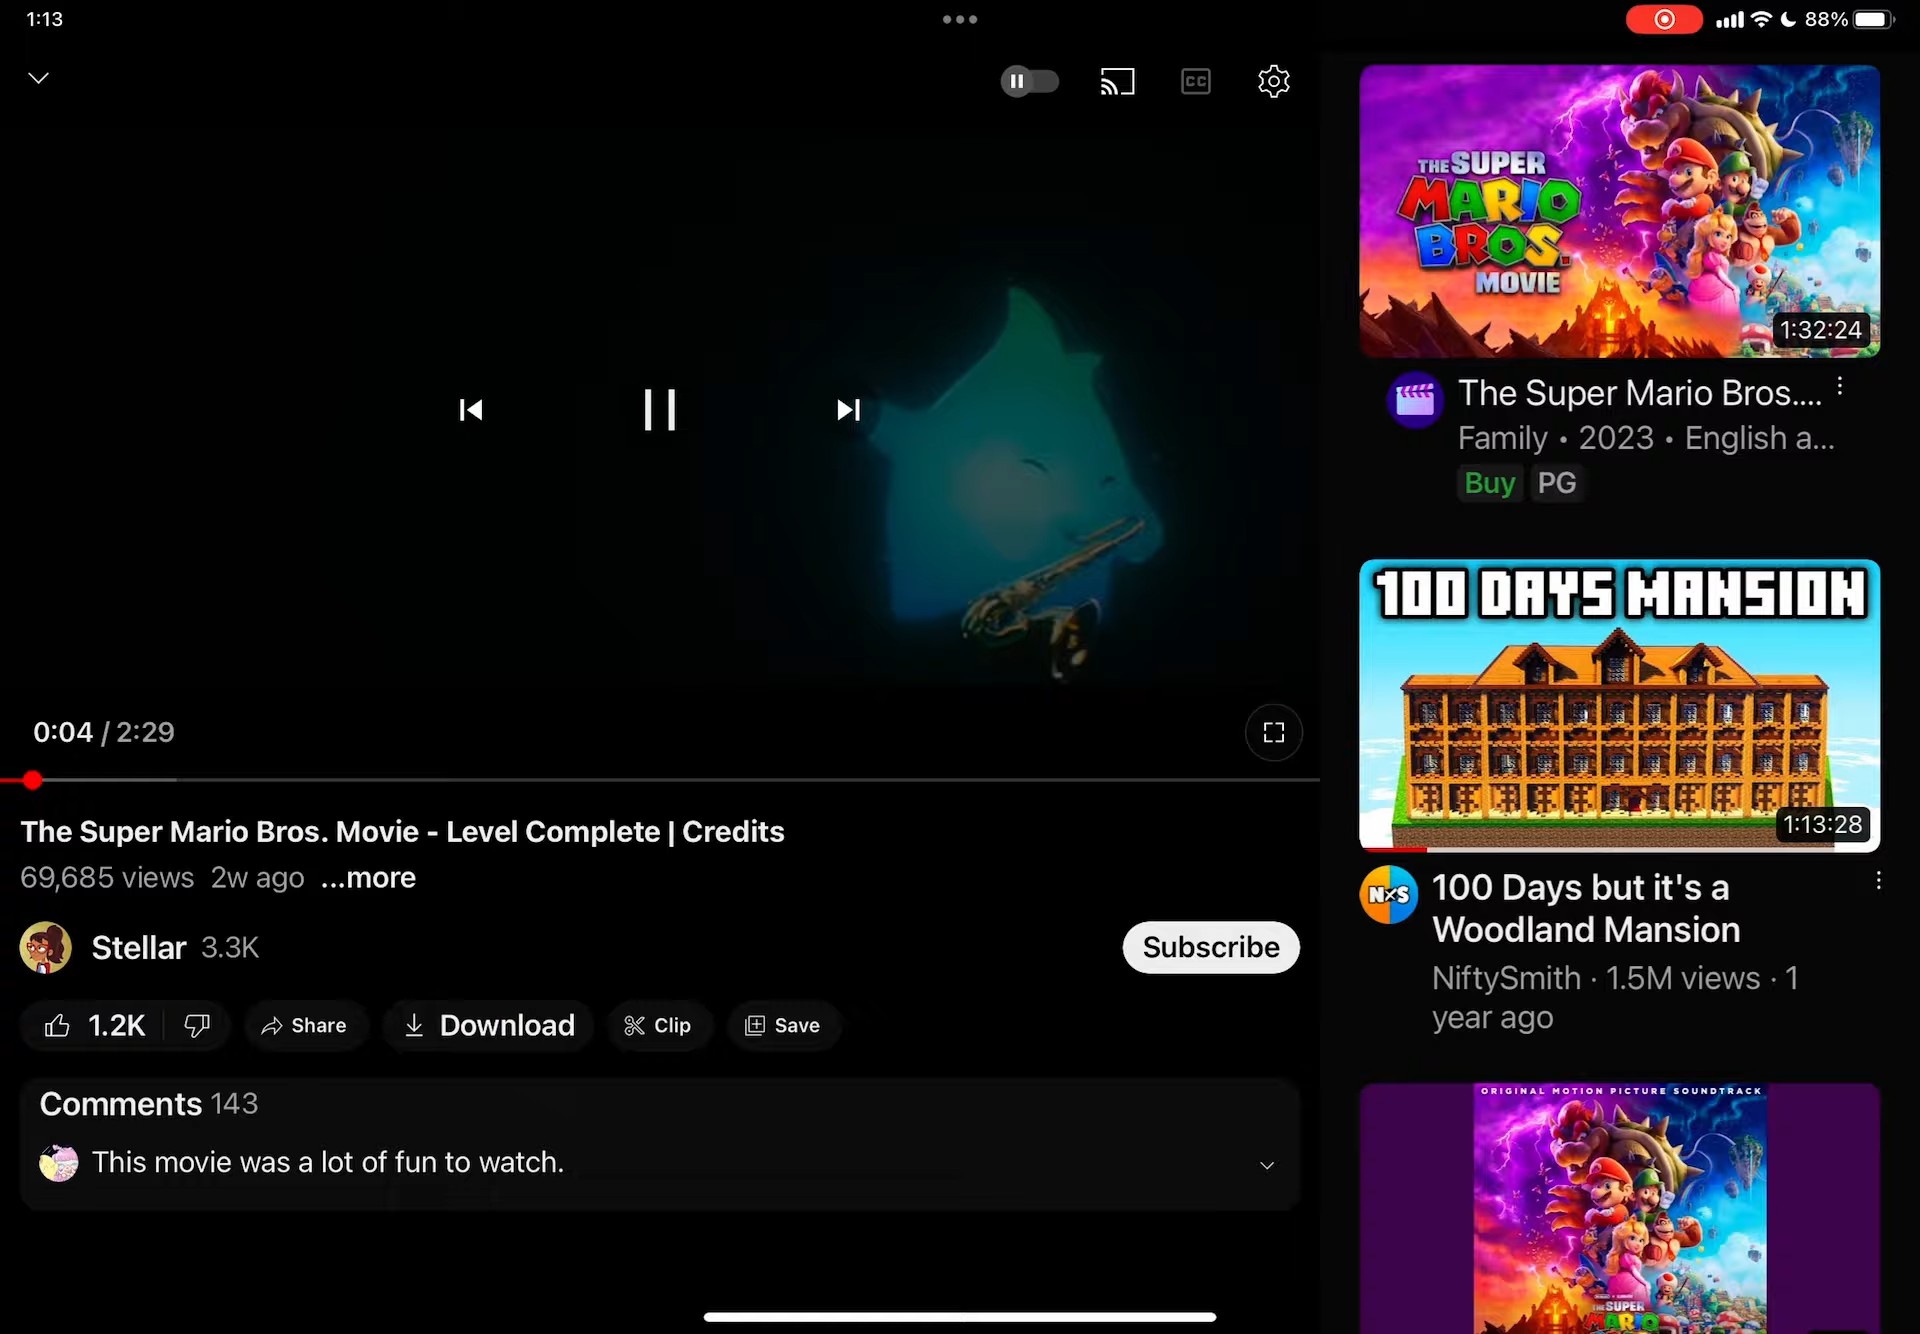 1:13
88%
CC
0:04 / 2:29
The Super Mario Bros. Movie - Level Complete | Credits
69,685 views 2w ago ...more
Stellar 3.3K
Subscribe
1.2K
Share
Download
Clip
Save
Comments 143
This movie was a lot of fun to watch.
THE SUPER
MARIO
BROS.
MOVIE
1:32:24
The Super Mario Bros....
Family • 2023 • English a...
Buy PG
100 DAYS MANSION
1:13:28
N×S
100 Days but it's a
Woodland Mansion
NiftySmith · 1.5M views · 1
year ago
ORIGINAL MOTION PICTURE SOUNDTRACK
THE SUPER
MARIO